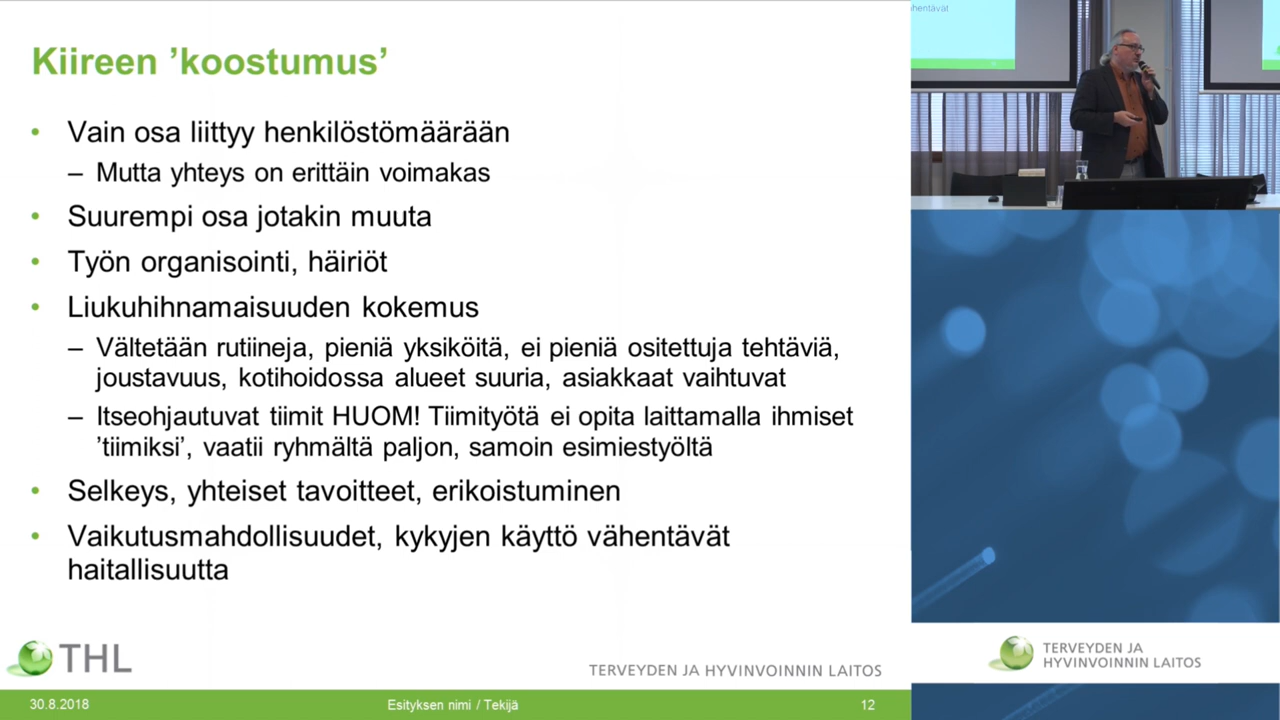 Kiireen ’koostumus’
• Vain osa liittyy henkilöstömäärään
– Mutta yhteys on erittäin voimakas
• Suurempi osa jotakin muuta
• Työn organisointi, häiriöt
• Liukuhihnamaisuuden kokemus
– Vältetään rutiineja, pieniä yksiköitä, ei pieniä ositettuja tehtäviä,
joustavuus, kotihoidossa alueet suuria, asiakkaat vaihtuvat
– Itseohjautuvat tiimit HUOM! Tiimityötä ei opita laittamalla ihmiset
’tiimiksi’, vaatii ryhmältä paljon, samoin esimiestyöltä
• Selkeys, yhteiset tavoitteet, erikoistuminen
• Vaikutusmahdollisuudet, kykyjen käyttö vähentävät
haitallisuutta
THL
TERVEYDEN JA HYVINVOINNIN LAITOS
30.8.2018
Esityksen nimi / Tekijä
12
TERVEYDEN JA
HYVINVOINNIN LAITOS